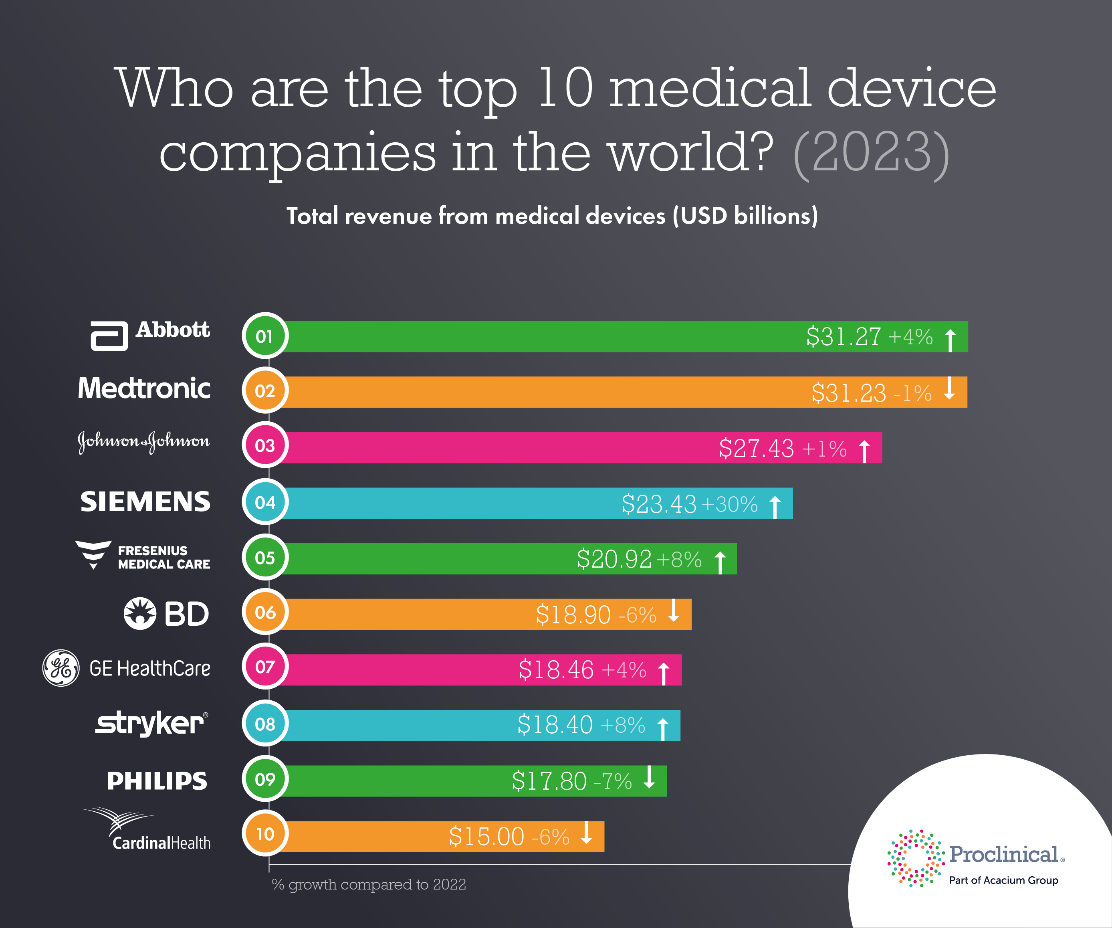 Who are the top 10 medical device
companies in the world? (2023)
Total revenue from medical devices (USD billions)
Abbott 01 $31.27 +4%
Medtronic 02 $31.23 -1%
Johnson & Johnson 03 $27.43 +1%
SIEMENS 04 $23.43 +30%
FRESENIUS
MEDICAL CARE 05 $20.92 +8%
BD 06 $18.90 -6%
GE GE HealthCare 07 $18.46 +4%
stryker® 08 $18.40 +8%
PHILIPS 09 $17.80 -7%
CardinalHealth 10 $15.00 -6%
% growth compared to 2022
Proclinical®
Part of Acacium Group